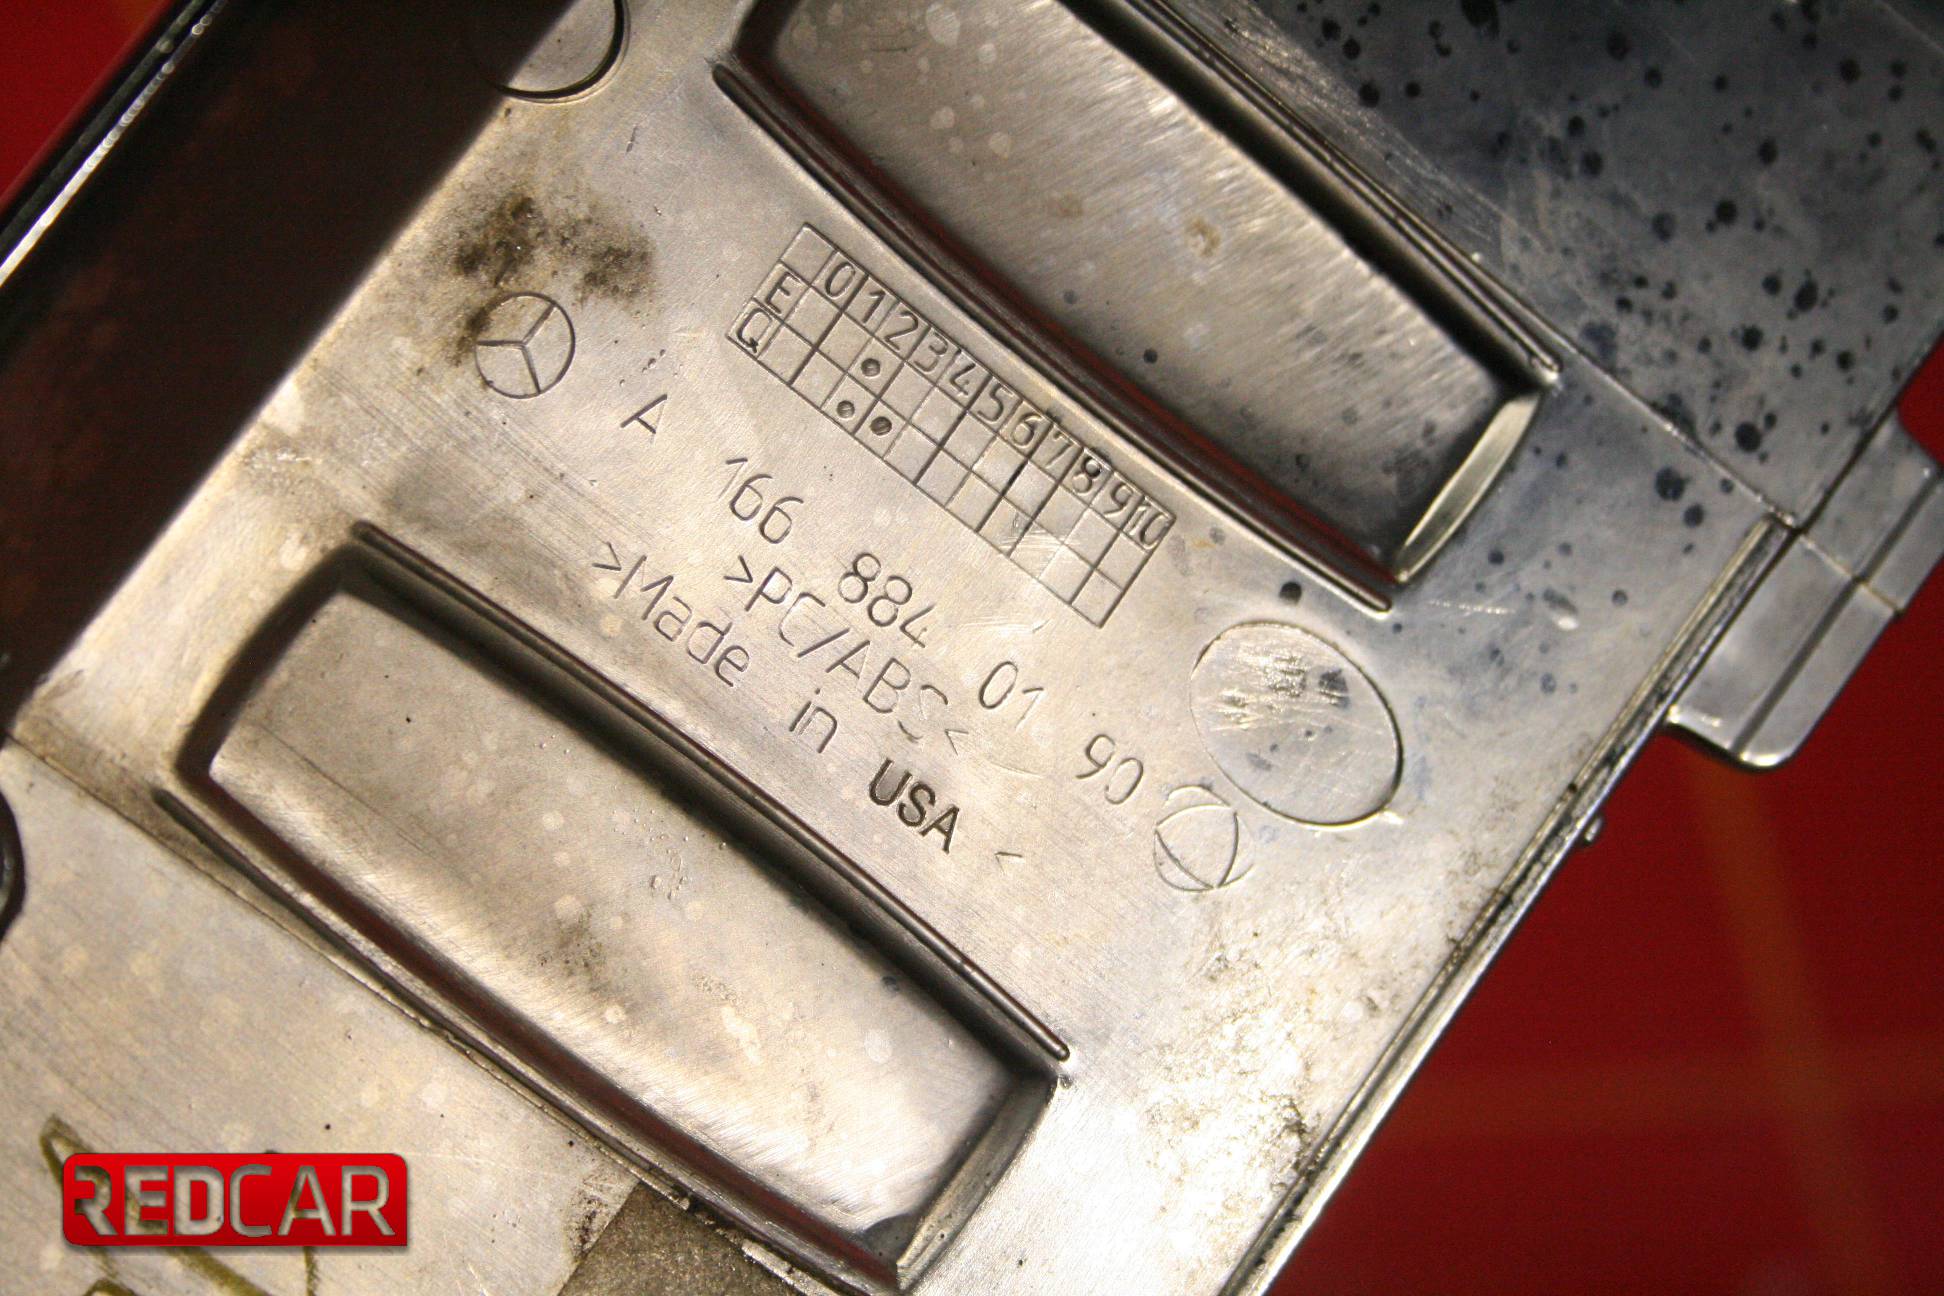 0 1 2 3 4 5 6 7 8 9 10
E
Q
A 166 884 01 90
>PC/ABS<
>Made in USA <
REDCAR